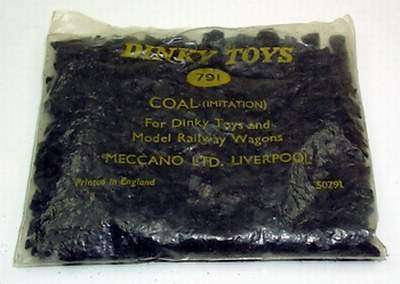 DINKY TOYS
791
COAL-(IMITATION)
For Dinky Toys and
Model Railway Wagons
MECCANO LTD. LIVERPOOL
Printed in England 50791